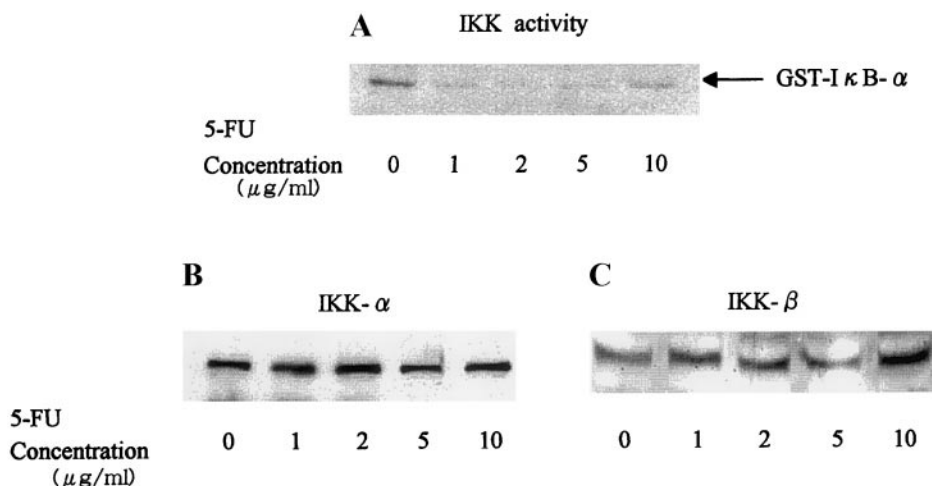 A IKK activity
GST-I κ B- α
5-FU
Concentration 0 1 2 5 10
(μg/ml)
B
IKK- α
C
IKK- β
5-FU
Concentration 0 1 2 5 10 0 1 2 5 10
(μg/ml)